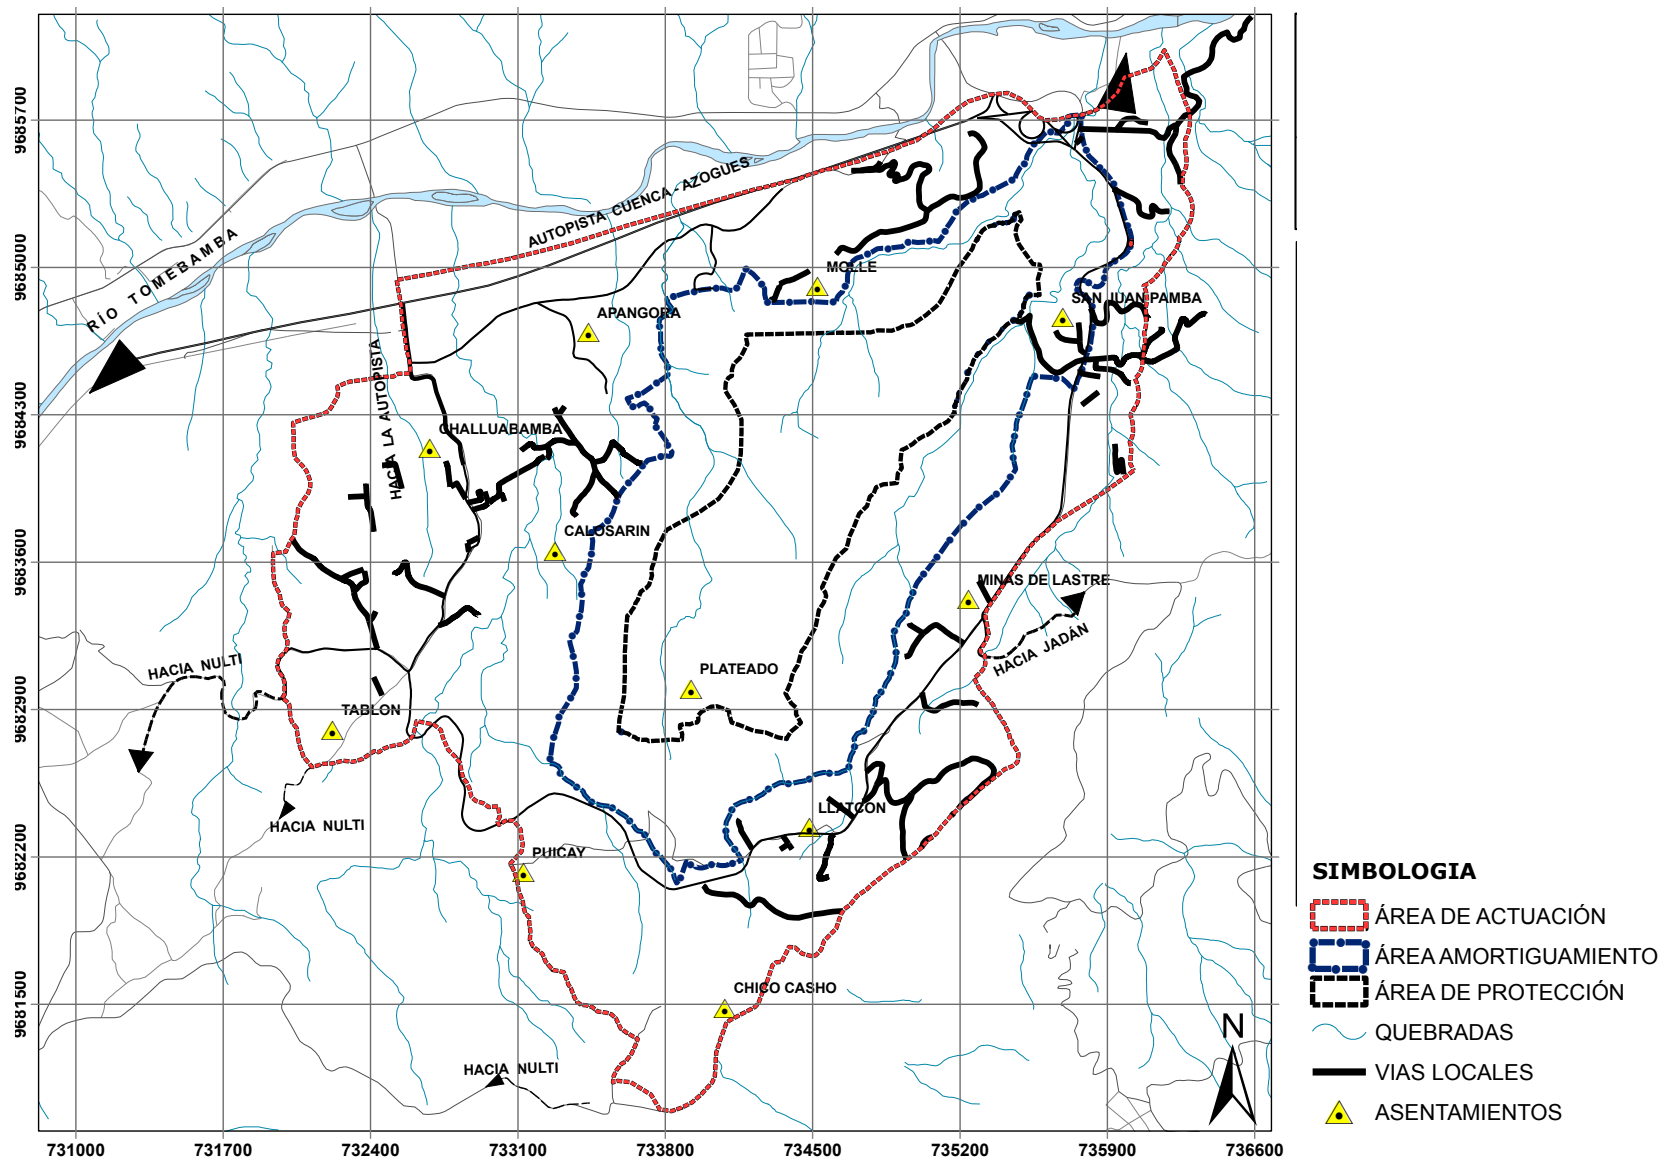 9685700
9685000
9684300
9683600
9682900
9682200
9681500
AUTOPISTA CUENCA - AZOGUES
RÍO TOMEBAMBA
MOLLE
SAN JUAN PAMBA
APANGORA
HACIA LA AUTOPISTA
CHALLUABAMBA
CALOSARIN
MINAS DE LASTRE
HACIA JADÁN
HACIA NULTI
PLATEADO
TABLON
HACIA NULTI
LLATCON
PUICAY
CHICO CASHO
HACIA NULTI
N
731000 731700 732400 733100 733800 734500 735200 735900 736600
SIMBOLOGIA
ÁREA DE ACTUACIÓN
ÁREA AMORTIGUAMIENTO
ÁREA DE PROTECCIÓN
QUEBRADAS
VIAS LOCALES
ASENTAMIENTOS